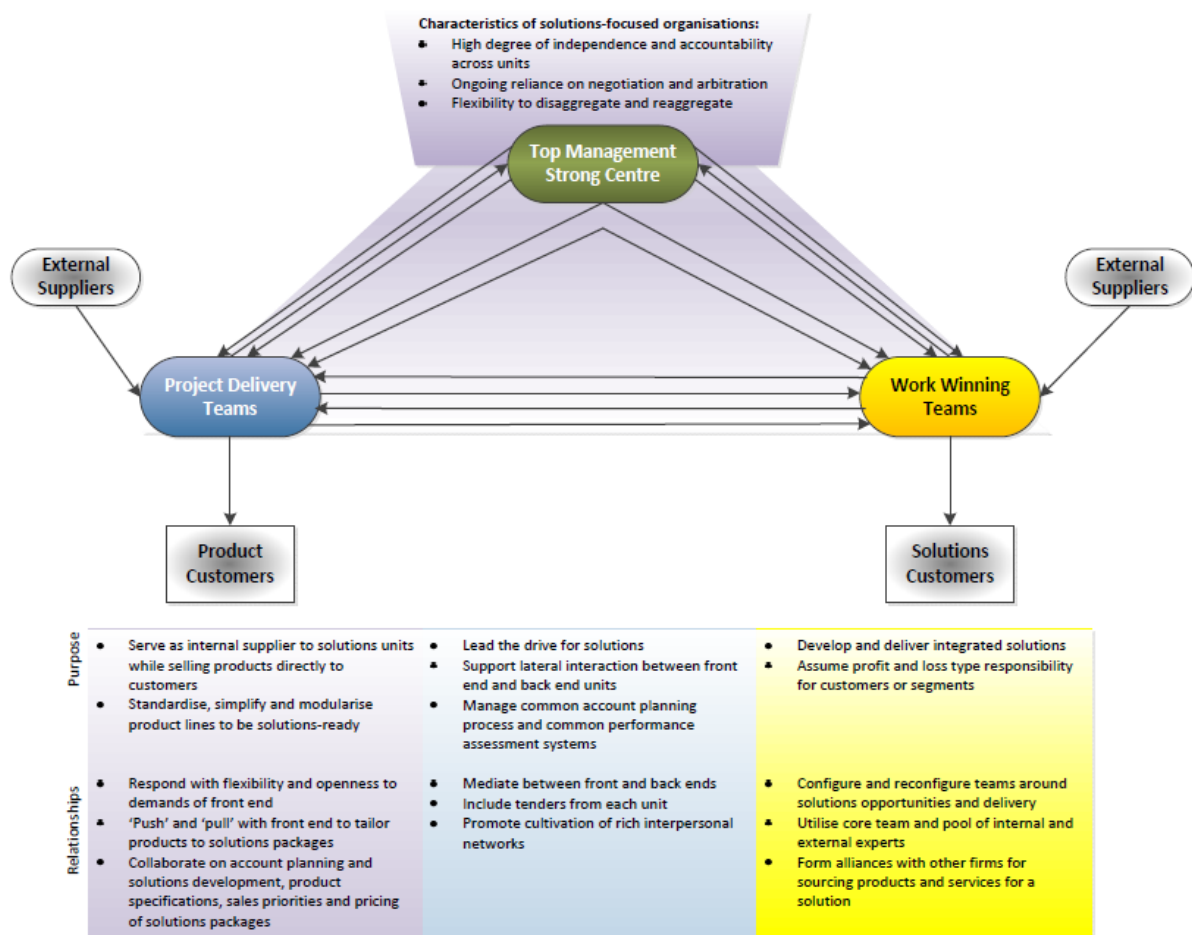 Characteristics of solutions-focused organisations:
High degree of independence and accountability
across units
Ongoing reliance on negotiation and arbitration
Flexibility to disaggregate and reaggregate
Top Management
Strong Centre
External
Suppliers
External
Suppliers
Project Delivery
Teams
Work Winning
Teams
Product
Customers
Solutions
Customers
Purpose
Serve as internal supplier to solutions units
while selling products directly to
customers
Standardise, simplify and modularise
product lines to be solutions-ready
Lead the drive for solutions
Support lateral interaction between front
end and back end units
Manage common account planning
process and common performance
assessment systems
Develop and deliver integrated solutions
Assume profit and loss type responsibility
for customers or segments
Relationships
Respond with flexibility and openness to
demands of front end
‘Push’ and ‘pull’ with front end to tailor
products to solutions packages
Collaborate on account planning and
solutions development, product
specifications, sales priorities and pricing
of solutions packages
Mediate between front and back ends
Include tenders from each unit
Promote cultivation of rich interpersonal
networks
Configure and reconfigure teams around
solutions opportunities and delivery
Utilise core team and pool of internal and
external experts
Form alliances with other firms for
sourcing products and services for a
solution